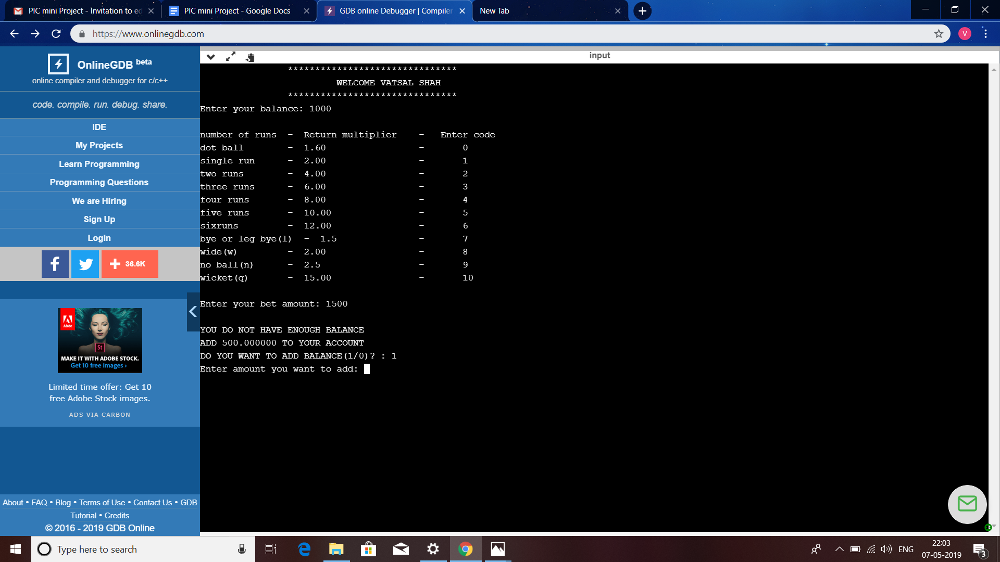 PIC mini Project - Invitation to ed
PIC mini Project - Google Docs
GDB online Debugger | Compiler
New Tab
https://www.onlinegdb.com
V
OnlineGDB beta
online compiler and debugger for c/c++
code. compile. run. debug. share.
IDE
My Projects
Learn Programming
Programming Questions
We are Hiring
Sign Up
Login
36.6K
Adobe
St
MAKE IT WITH ADOBE STOCK.
Get 10 free images ›
Limited time offer: Get 10
free Adobe Stock images.
ADS VIA CARBON
About • FAQ • Blog • Terms of Use • Contact Us • GDB
Tutorial • Credits
© 2016 - 2019 GDB Online
input
*******************************
WELCOME VATSAL SHAH
*******************************
Enter your balance: 1000
number of runs - Return multiplier - Enter code
dot ball - 1.60 - 0
single run - 2.00 - 1
two runs - 4.00 - 2
three runs - 6.00 - 3
four runs - 8.00 - 4
five runs - 10.00 - 5
sixruns - 12.00 - 6
bye or leg bye(l) - 1.5 - 7
wide(w) - 2.00 - 8
no ball(n) - 2.5 - 9
wicket(q) - 15.00 - 10
Enter your bet amount: 1500
YOU DO NOT HAVE ENOUGH BALANCE
ADD 500.000000 TO YOUR ACCOUNT
DO YOU WANT TO ADD BALANCE(1/0)? : 1
Enter amount you want to add:
Type here to search
ENG
22:03
07-05-2019
3